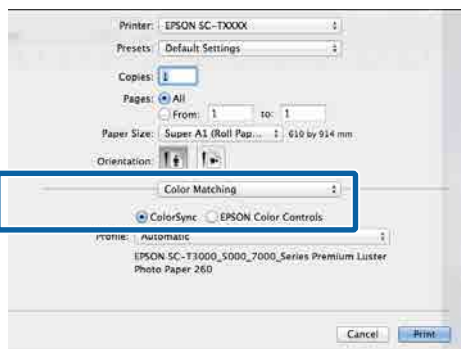 Printer: EPSON SC-TXXXX
Presets: Default Settings
Copies: 1
Pages: All
From: 1 to: 1
Paper Size: Super A1 (Roll Pap... 610 by 914 mm
Orientation:
Color Matching
ColorSync EPSON Color Controls
Profile: Automatic
EPSON SC-T3000_5000_7000_Series Premium Luster
Photo Paper 260
Cancel Print